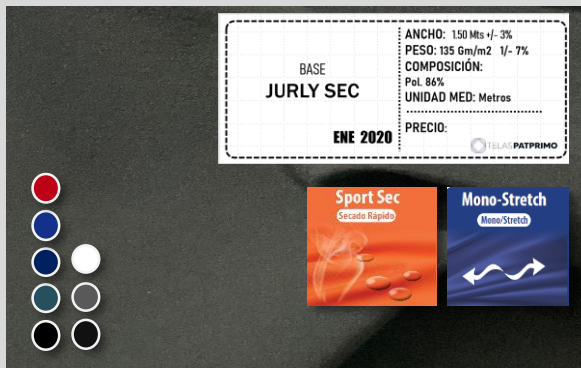 BASE
JURLY SEC
ENE 2020
ANCHO: 1.50 Mts +/- 3%
PESO: 135 Gm/m2 1/- 7%
COMPOSICIÓN:
Pol. 86%
UNIDAD MED: Metros
PRECIO:
TELAS PATPRIMO
Sport Sec
Secado Rápido
Mono-Stretch
Mono/Stretch